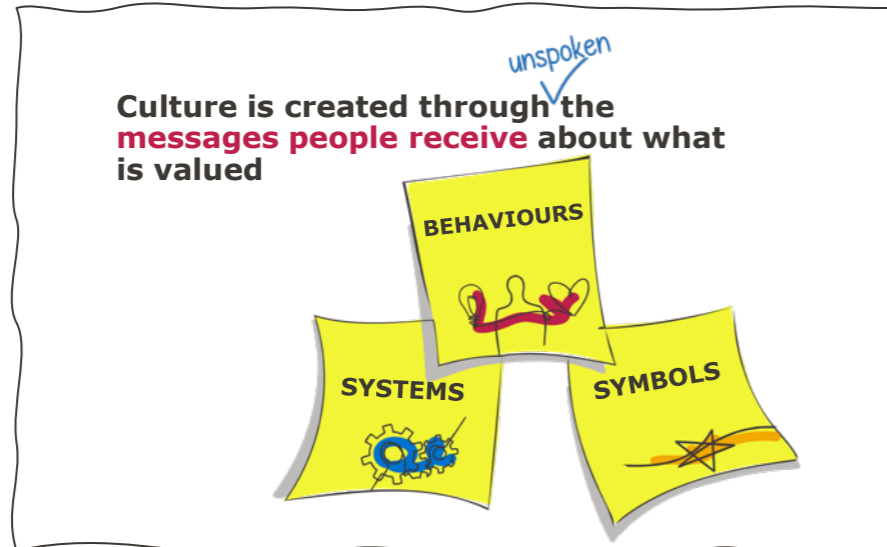 unspoken
Culture is created through the
messages people receive about what
is valued
BEHAVIOURS
SYSTEMS
SYMBOLS